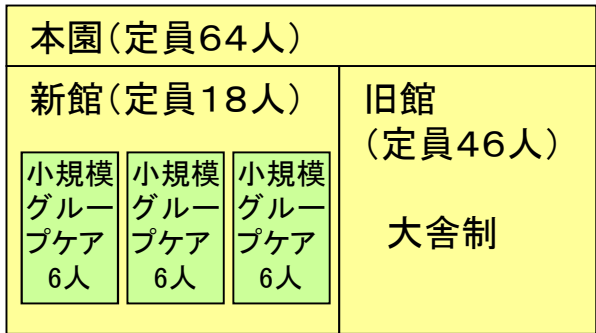 本園(定員64人)
新館(定員18人)
小規模
グルー
プケア
6人
小規模
グルー
プケア
6人
小規模
グルー
プケア
6人
旧館
(定員46人)
大舎制